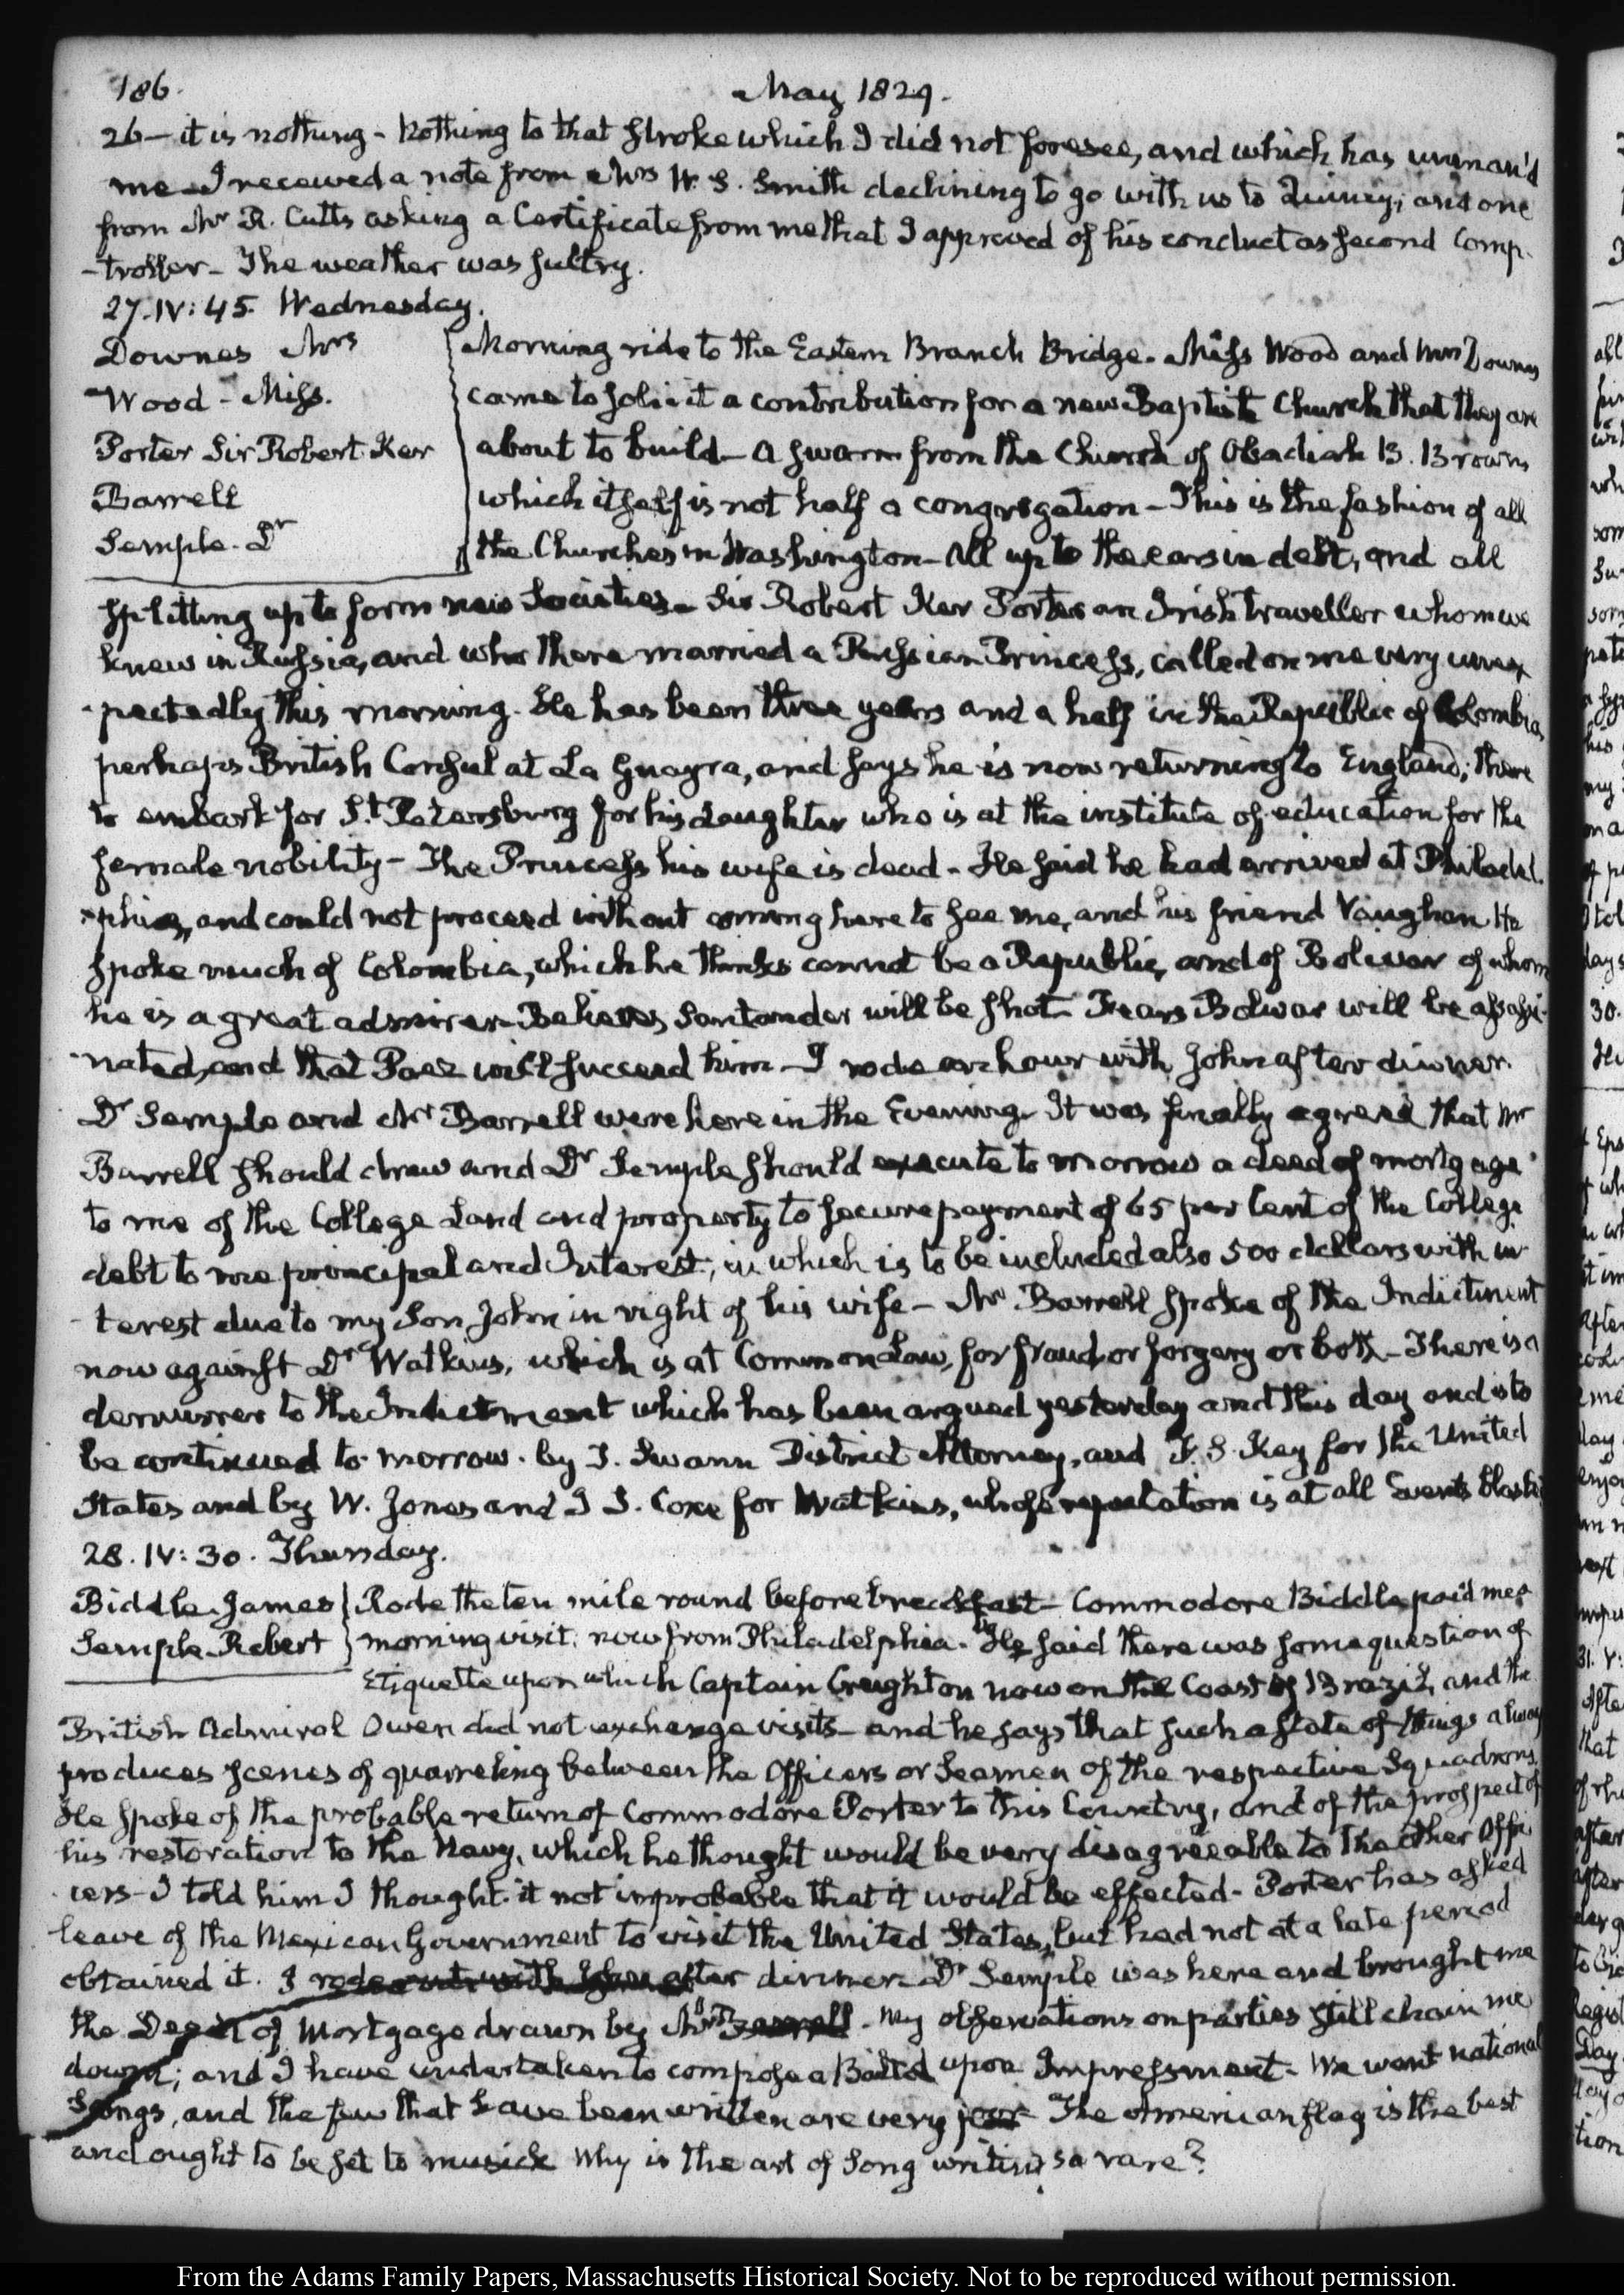 186.
May 1829.
26 — it is nothing - Nothing to that stroke which I did not foresee, and which has unman'd
me - I received a note from Mrs W. S. Smith declining to go with us to Quincy; and one
from Mr R. Cutts asking a Certificate from me that I approved of his conduct as second Comp-
-troller - The weather was sultry.
27. IV: 45. Wednesday.
Downes Mrs
Wood - Miss.
Porter Sir Robert Ker
Barrell
Semple. Dr
Morning ride to the Eastern Branch Bridge. Miss Wood and Mrs Downes
came to solicit a contribution for a new Baptist Church that they are
about to build - A swarm from the Church of Obadiah B. Brown,
which itself is not half a congregation - This is the fashion of all
the Churches in Washington - All up to the ears in debt, and all
splitting up to form new Societies - Sir Robert Ker Porter an Irish traveller whom we
knew in Russia, and who there married a Russian Princess, called on me very unex-
-pectedly this morning. He has been three years and a half in the Republic of Colombia,
perhaps British Consul at La Guayra, and says he is now returning to England; there
to embark for St. Petersburg for his daughter who is at the institute of education for the
female nobility - The Princess his wife is dead - He said he had arrived at Philadel-
-phia, and could not proceed without coming here to see me, and his friend Vaughan He
spoke much of Colombia, which he thinks cannot be a Republic, and of Bolivar of whom
he is a great admirer - Believes Santander will be shot - Fears Bolivar will be assassi-
-nated, and that Paez will succeed him - I rode an hour with John after dinner.
Dr Semple and Mr Barrell were here in the Evening. It was finally agreed that Mr
Barrell should draw and Dr Semple should execute to morrow a deed of mortgage
to me of the College Land and property to secure payment of 65 per Cent of the College
debt to me principal and Interest; in which is to be included also 500 dollars with in-
-terest due to my Son John in right of his wife - Mr Barrell spoke of the Indictment
now against Dr Watkins, which is at Common Law, for fraud, or forgery or both - There is a
demurrer to the Indictment which has been argued yesterday and this day and is to
be continued to morrow. by T. Swann District Attorney, and F. S. Key for the United
States and by W. Jones and R. S. Coxe for Watkins, whose reputation is at all Events blasted
28. IV: 30. Thursday.
Biddle James
Semple. Robert
Rode the ten mile round before breakfast - Commodore Biddle paid me a
morning visit; now from Philadelphia. He said there was some question of
Etiquette upon which Captain Creighton now on the Coast of Brazil, and the
British Admiral Owen did not exchange visits - and he says that such a state of things always
produces scenes of quarreling between the Officers or Seamen of the respective Squadrons.
He spoke of the probable return of Commodore Porter to this Country, and of the prospect of
his restoration to the Navy, which he thought would be very disagreeable to the other Offi-
cers - I told him I thought it not improbable that it would be effected - Porter has asked
leave of the Mexican Government to visit the United States, but had not at a late period
obtained it. I rode out with John after dinner. Dr Semple was here and brought me
the Deed of Mortgage drawn by Mr Barrell - My observations on parties still chain me
down; and I have undertaken to compose a Ballad upon Impressment. We want national
Songs, and the few that have been written are very poor - The American flag is the best
and ought to be set to musick Why is the art of Song writing so rare?
From the Adams Family Papers, Massachusetts Historical Society. Not to be reproduced without permission.